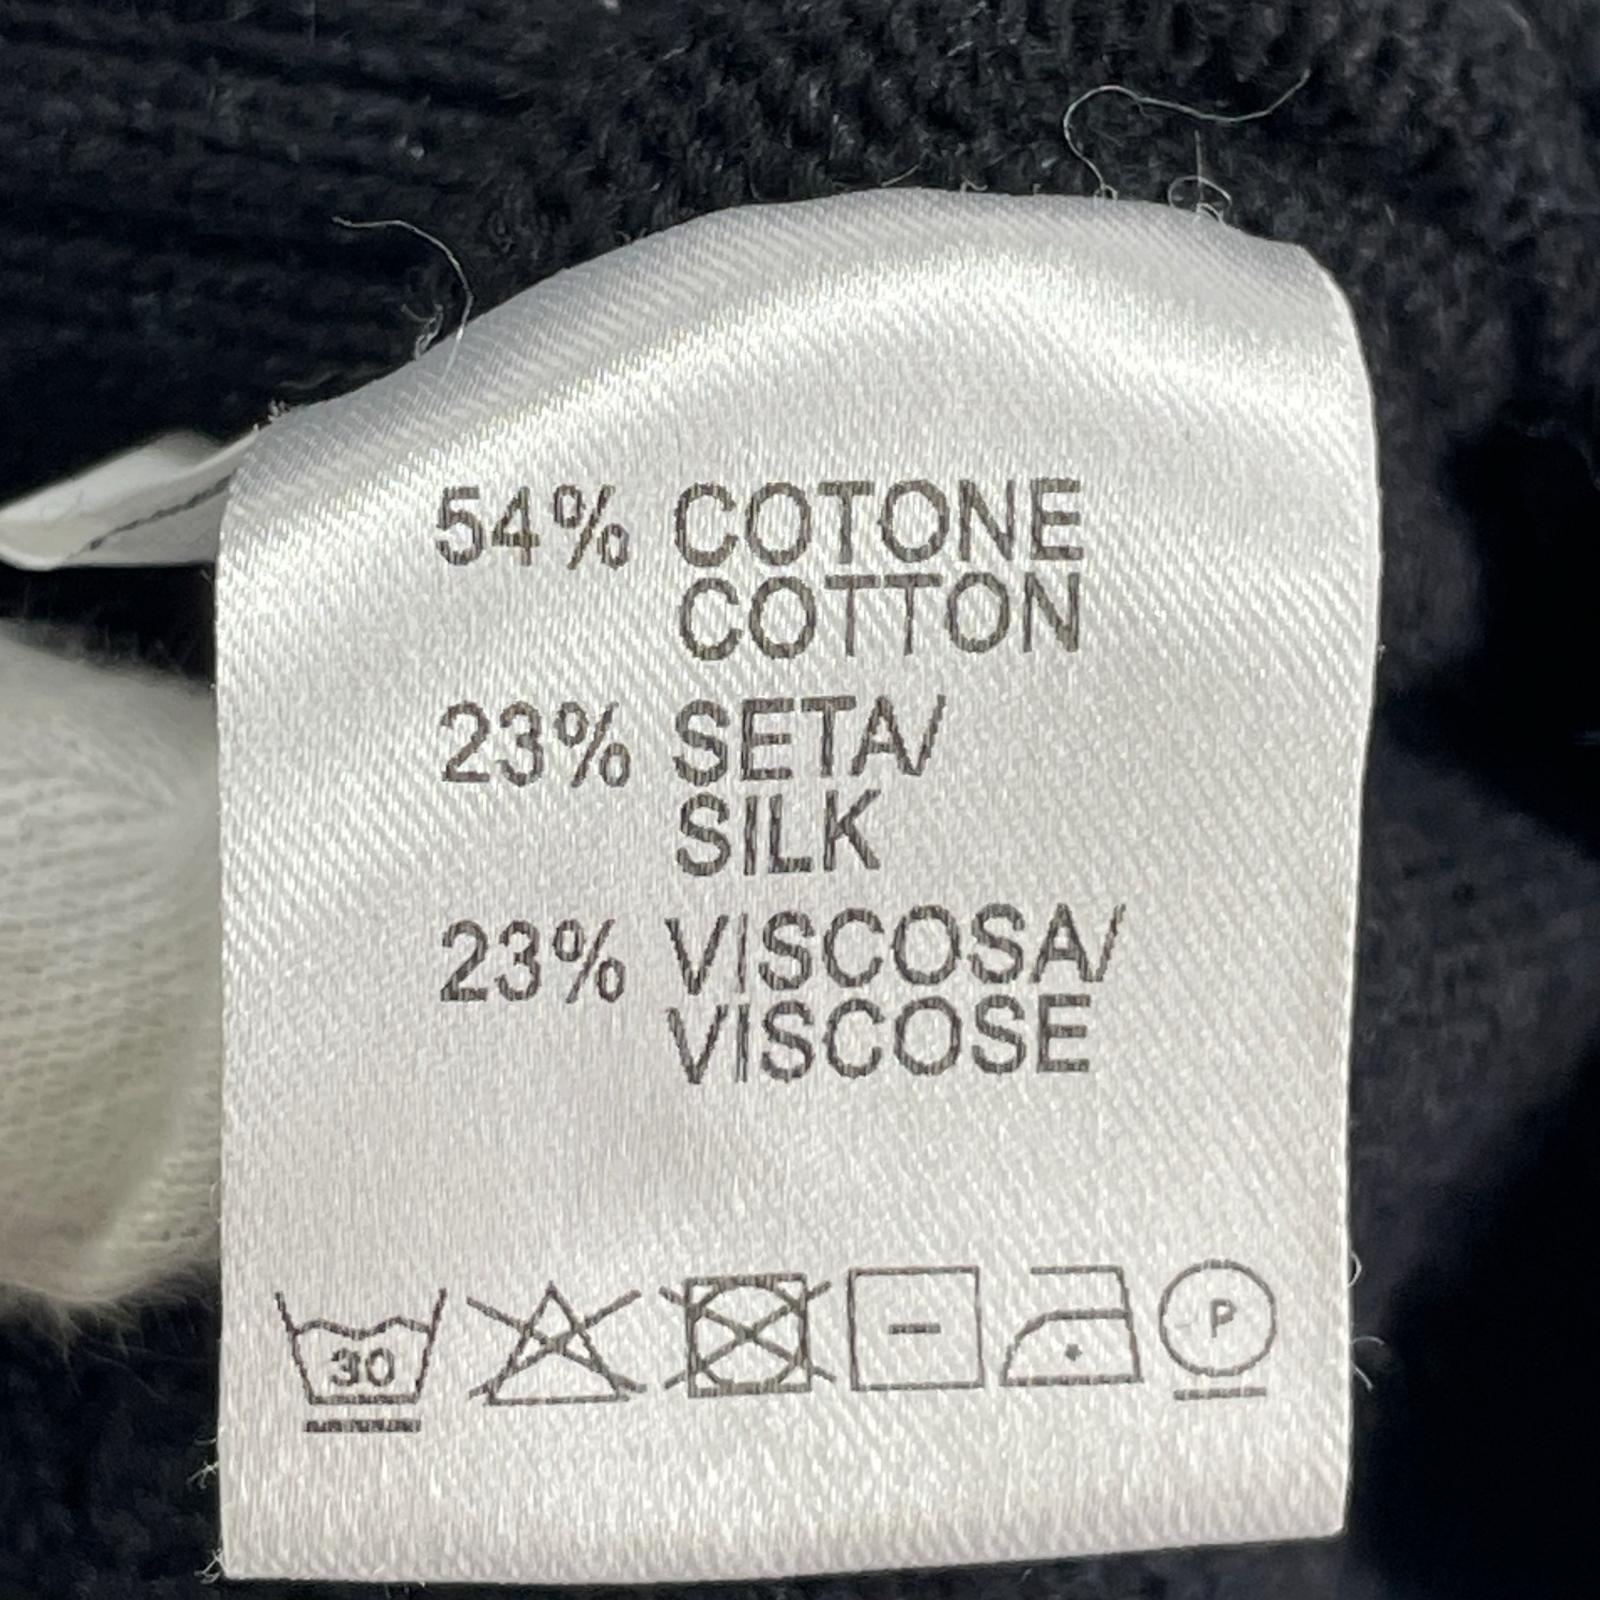 54% COTONE
COTTON
23% SETA/
SILK
23% VISCOSA/
VISCOSE
30 P